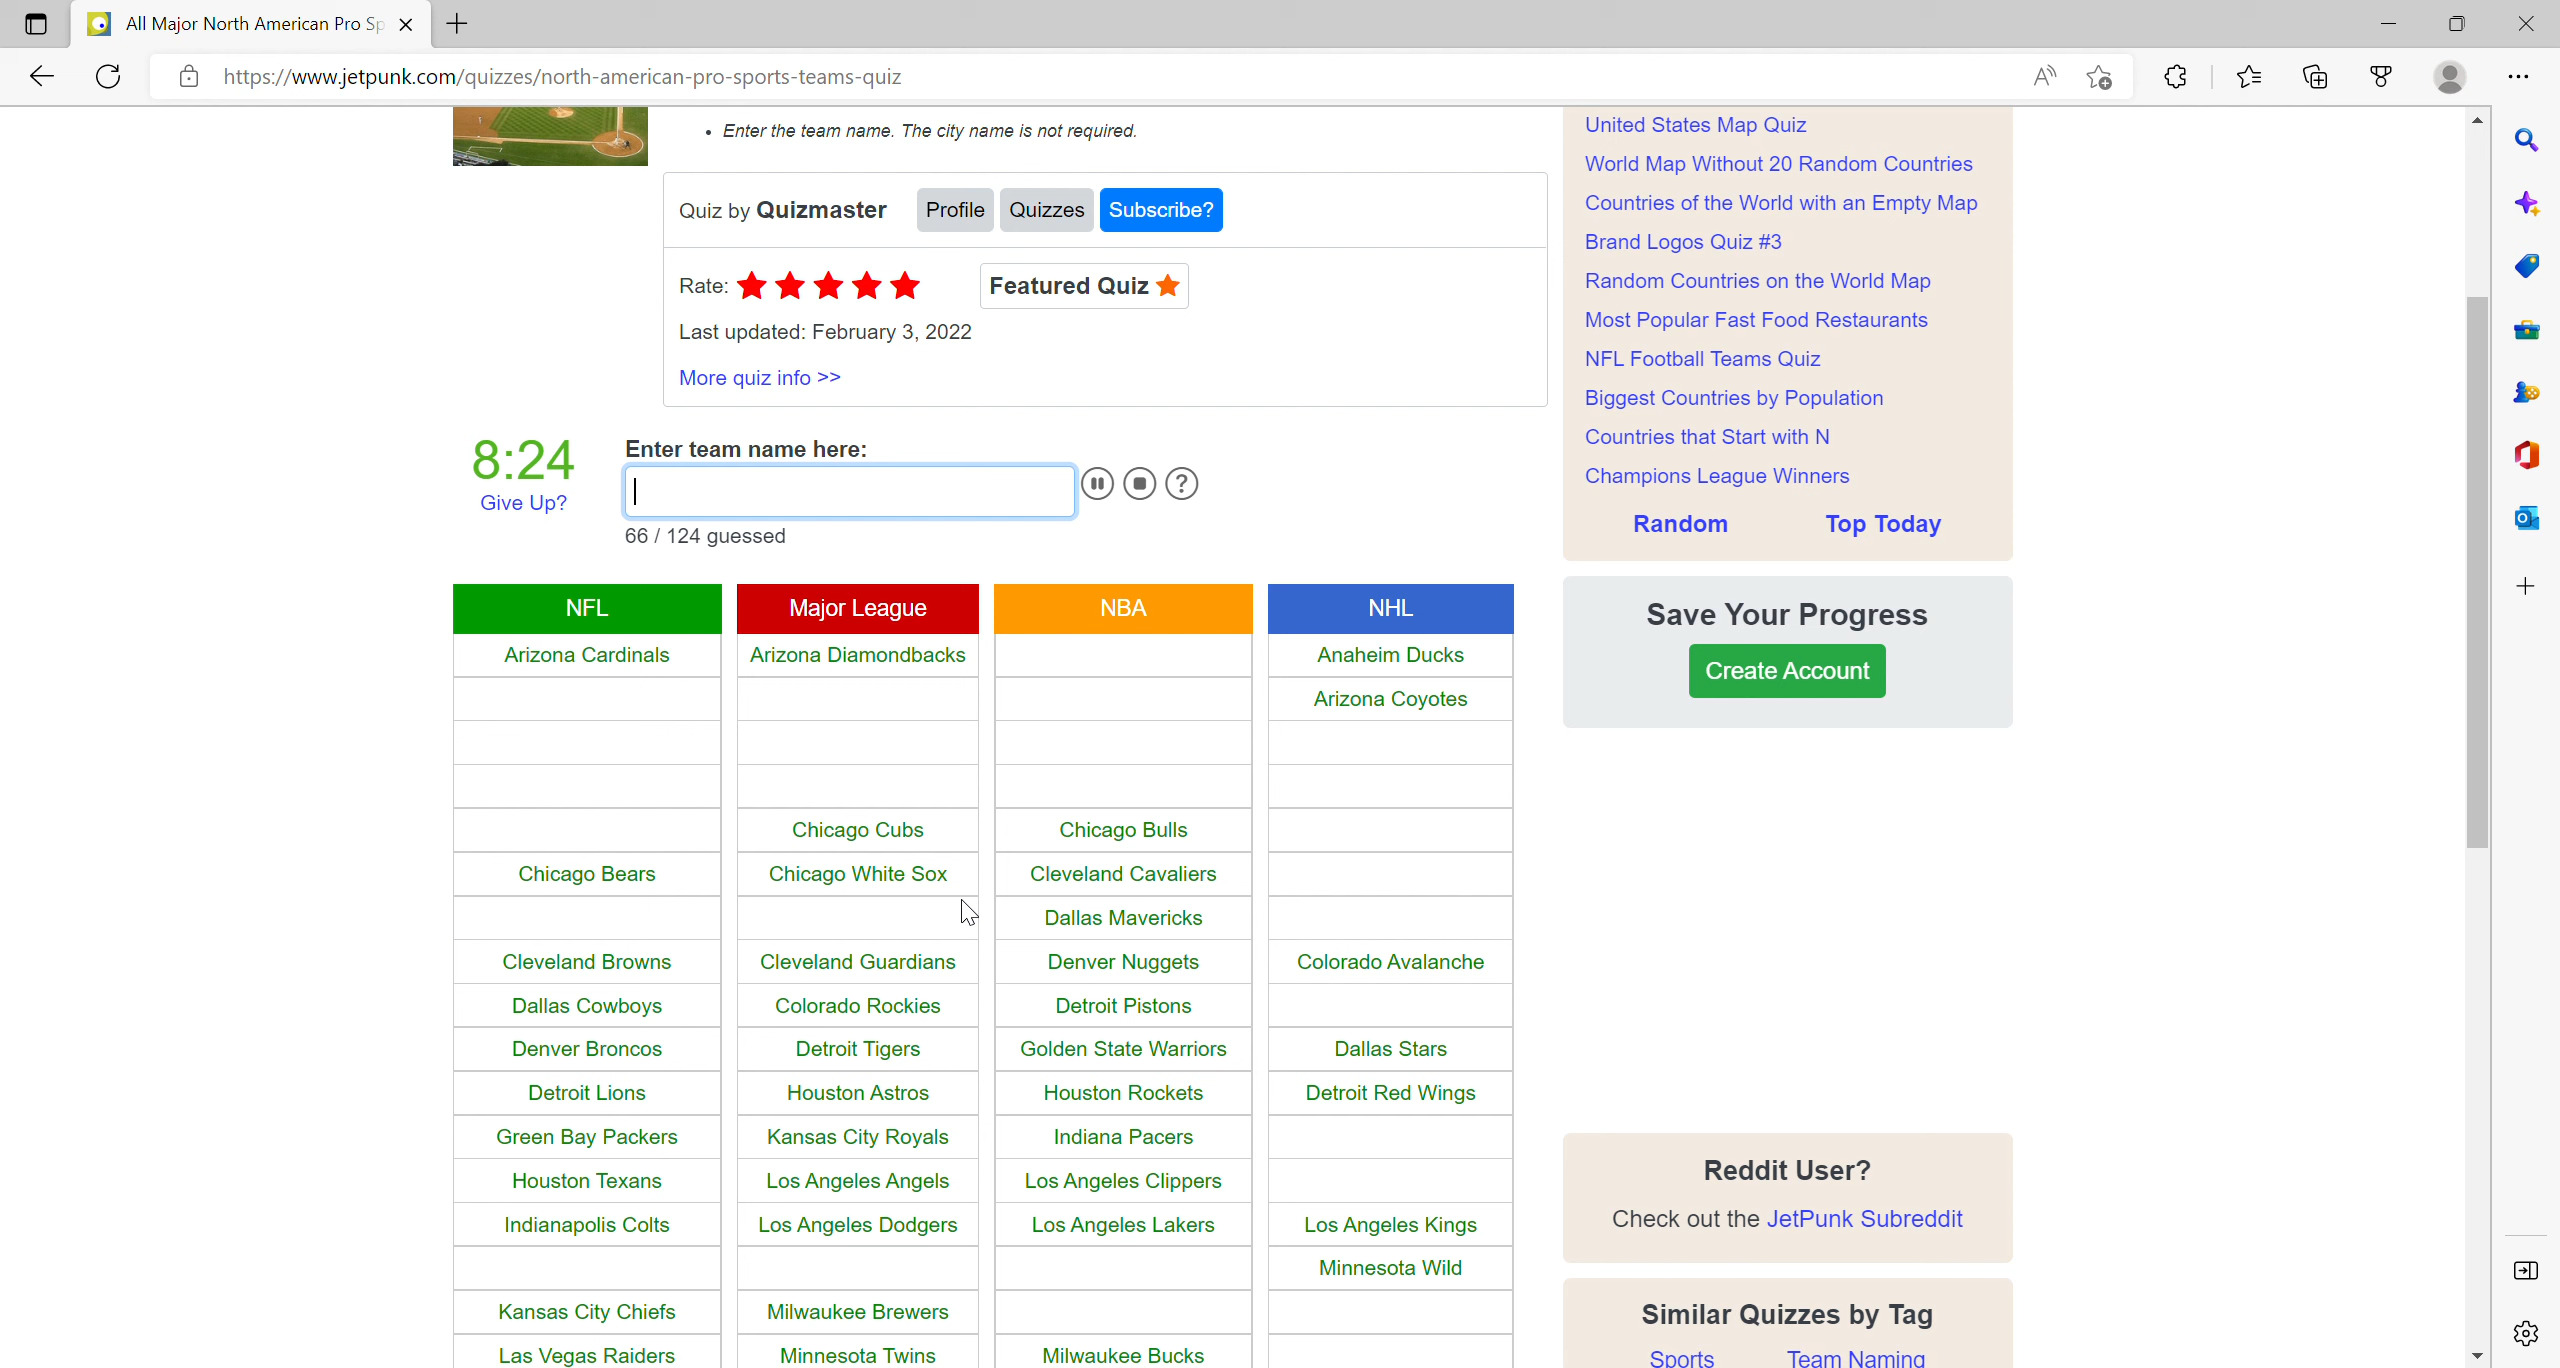 All Major North American Pro Sp
https://www.jetpunk.com/quizzes/north-american-pro-sports-teams-quiz
• Enter the team name. The city name is not required.
Quiz by Quizmaster Profile Quizzes Subscribe?
Rate: Featured Quiz
Last updated: February 3, 2022
More quiz info >>
8:24
Give Up?
Enter team name here:
66 / 124 guessed
NFL Major League NBA NHL
Arizona Cardinals Arizona Diamondbacks Anaheim Ducks
Arizona Coyotes
Chicago Cubs Chicago Bulls
Chicago Bears Chicago White Sox Cleveland Cavaliers
Dallas Mavericks
Cleveland Browns Cleveland Guardians Denver Nuggets Colorado Avalanche
Dallas Cowboys Colorado Rockies Detroit Pistons
Denver Broncos Detroit Tigers Golden State Warriors Dallas Stars
Detroit Lions Houston Astros Houston Rockets Detroit Red Wings
Green Bay Packers Kansas City Royals Indiana Pacers
Houston Texans Los Angeles Angels Los Angeles Clippers
Indianapolis Colts Los Angeles Dodgers Los Angeles Lakers Los Angeles Kings
Minnesota Wild
Kansas City Chiefs Milwaukee Brewers
Las Vegas Raiders Minnesota Twins Milwaukee Bucks
United States Map Quiz
World Map Without 20 Random Countries
Countries of the World with an Empty Map
Brand Logos Quiz #3
Random Countries on the World Map
Most Popular Fast Food Restaurants
NFL Football Teams Quiz
Biggest Countries by Population
Countries that Start with N
Champions League Winners
Random Top Today
Save Your Progress
Create Account
Reddit User?
Check out the JetPunk Subreddit
Similar Quizzes by Tag
Sports Team Naming